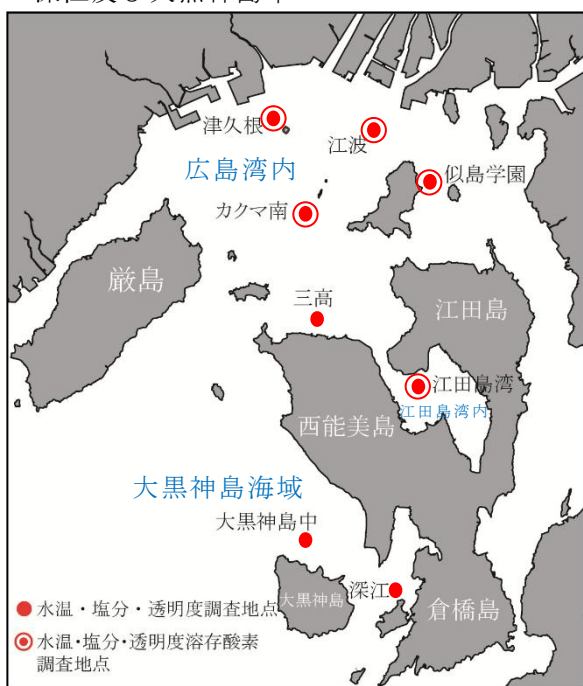 津久根
江波
広島湾内
似島学園
カクマ南
厳島
三高
江田島
江田島湾
江田島湾内
西能美島
大黒神島海域
大黒神島中
深江
大黒神島
倉橋島
水温・塩分・透明度調査地点
水温・塩分・透明度溶存酸素
調査地点